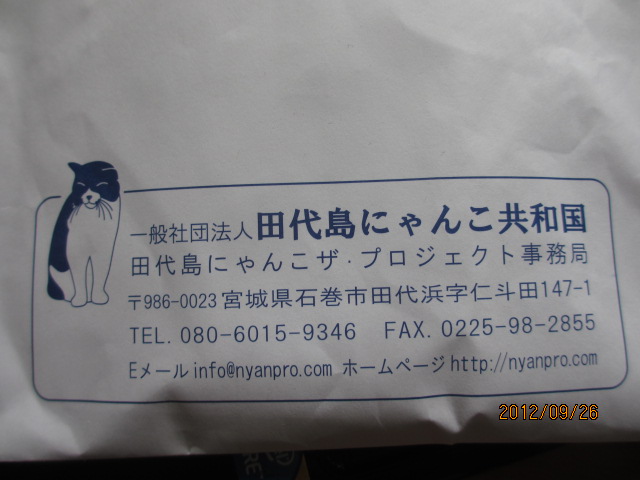 一般社団法人 田代島にゃんこ共和国
田代島にゃんこザ・プロジェクト事務局
〒986-0023 宮城県石巻市田代浜字仁斗田147-1
TEL. 080-6015-9346 FAX. 0225-98-2855
Eメール info@nyanpro.com ホームページ http://nyanpro.com
2012/09/26